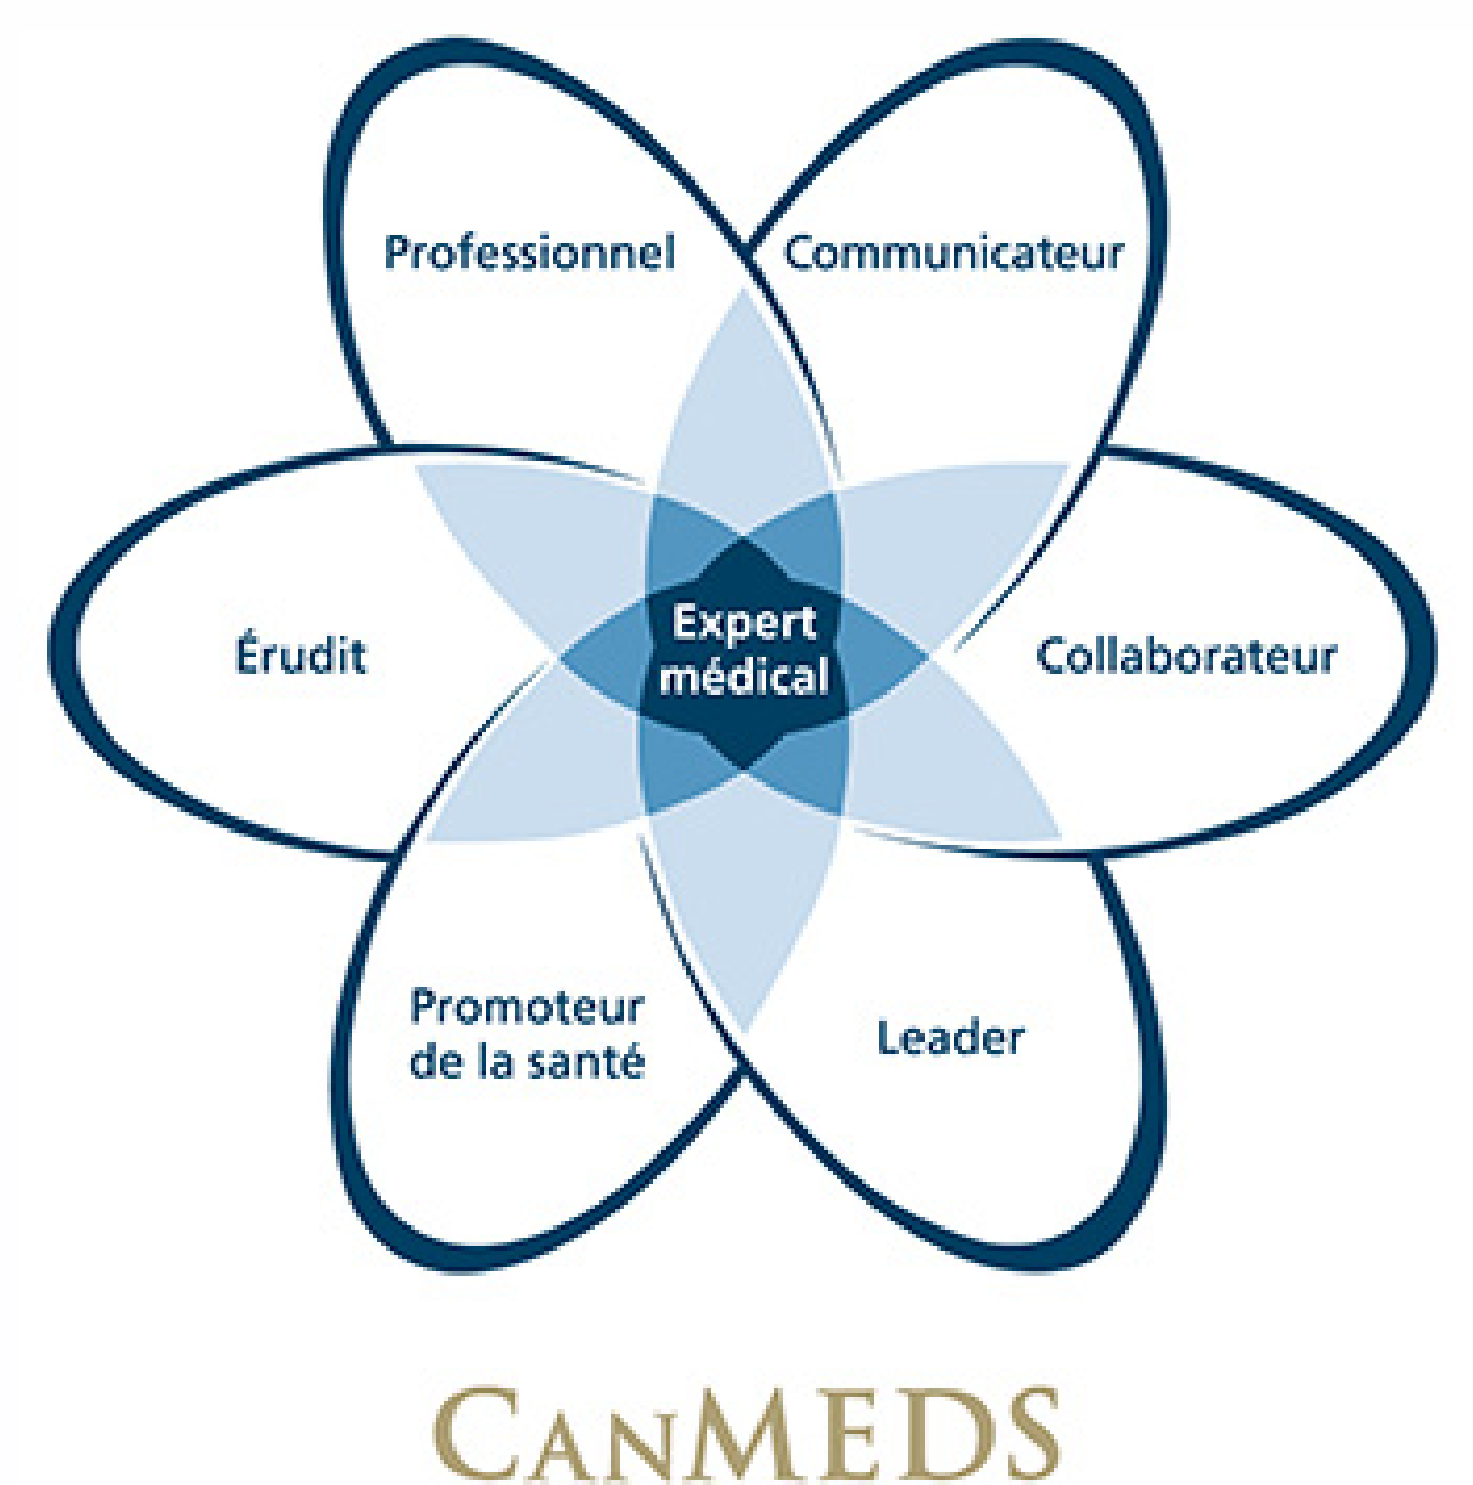 Professionnel
Communicateur
Expert
médical
Érudit
Collaborateur
Promoteur
de la santé
Leader
CANMEDS